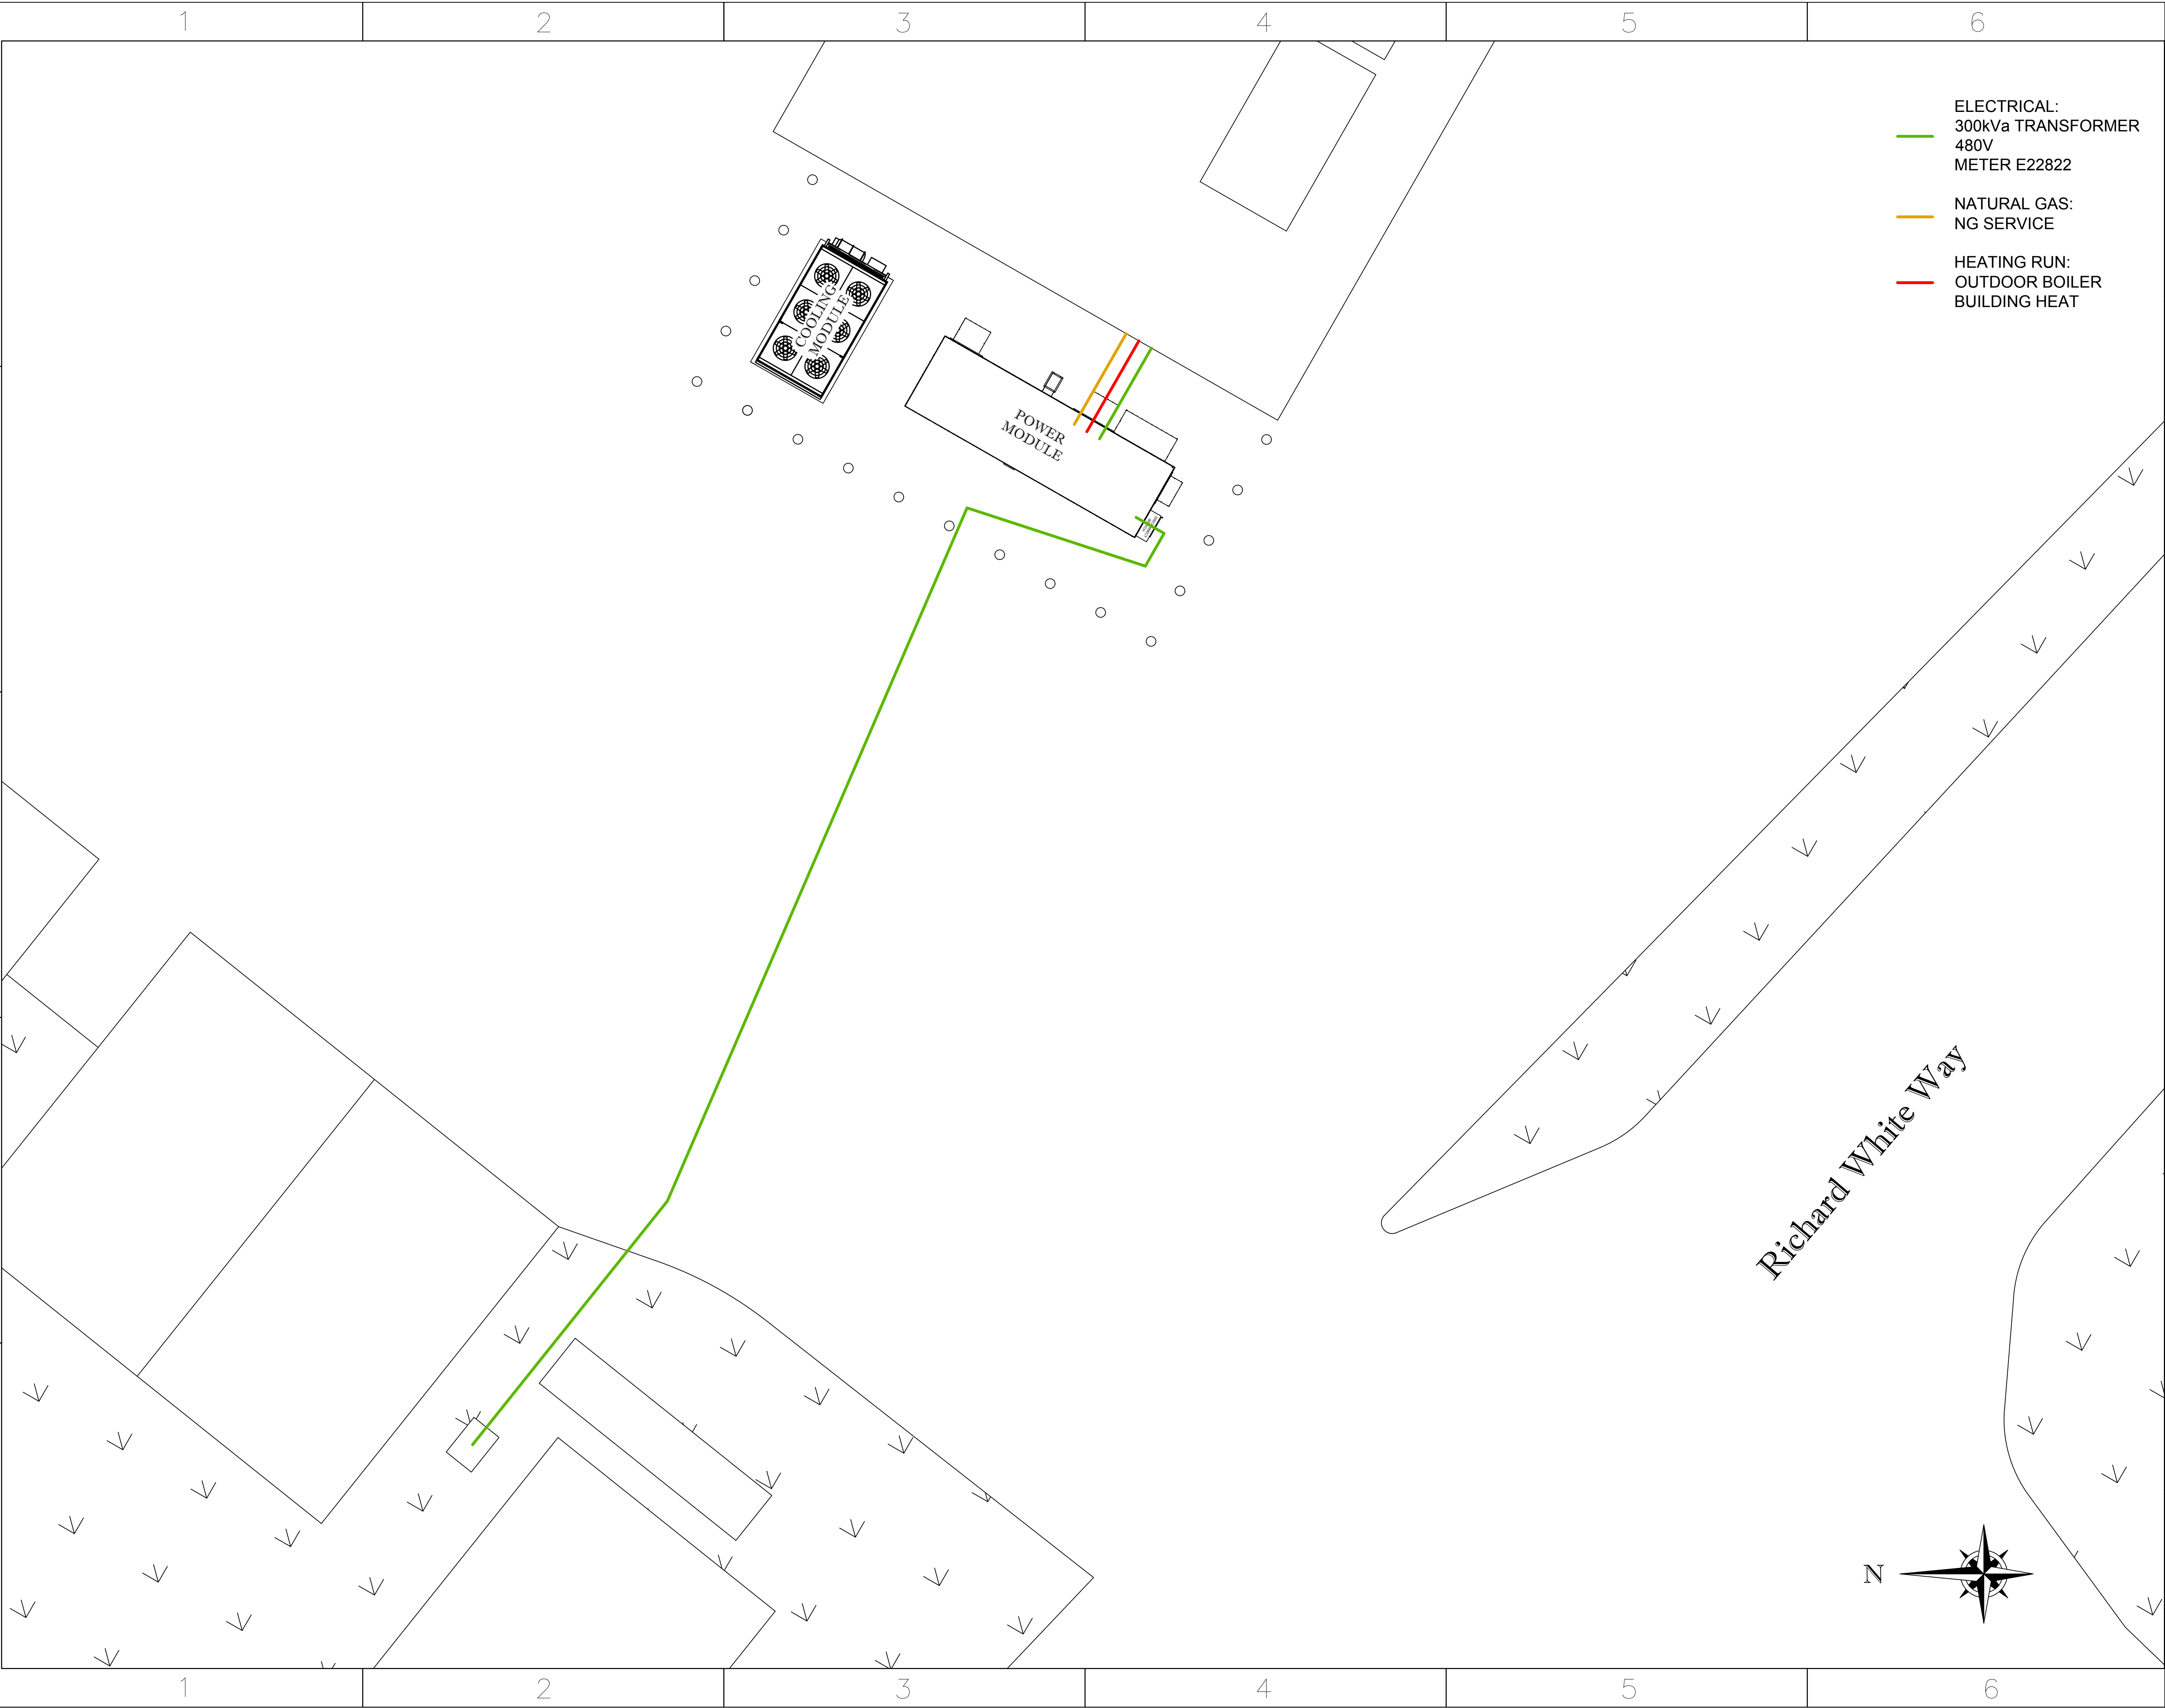 1 2 3 4 5 6
ELECTRICAL:
300kVa TRANSFORMER
480V
METER E22822
NATURAL GAS:
NG SERVICE
HEATING RUN:
OUTDOOR BOILER
BUILDING HEAT
COOLING
MODULE
POWER
MODULE
Richard White Way
N
1 2 3 4 5 6